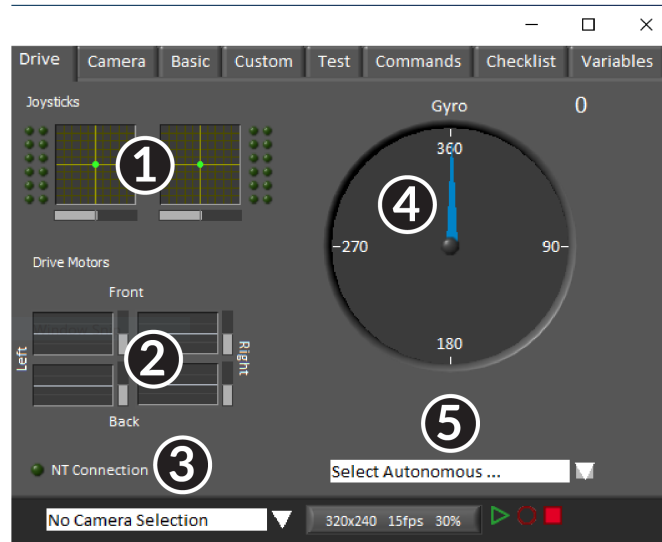 Drive Camera Basic Custom Test Commands Checklist Variables
Joysticks
Gyro 0
1
360
4
270 90
Drive Motors
Front
Left 2 Right
180
Back
5
NT Connection 3
Select Autonomous ...
No Camera Selection 320x240 15fps 30%